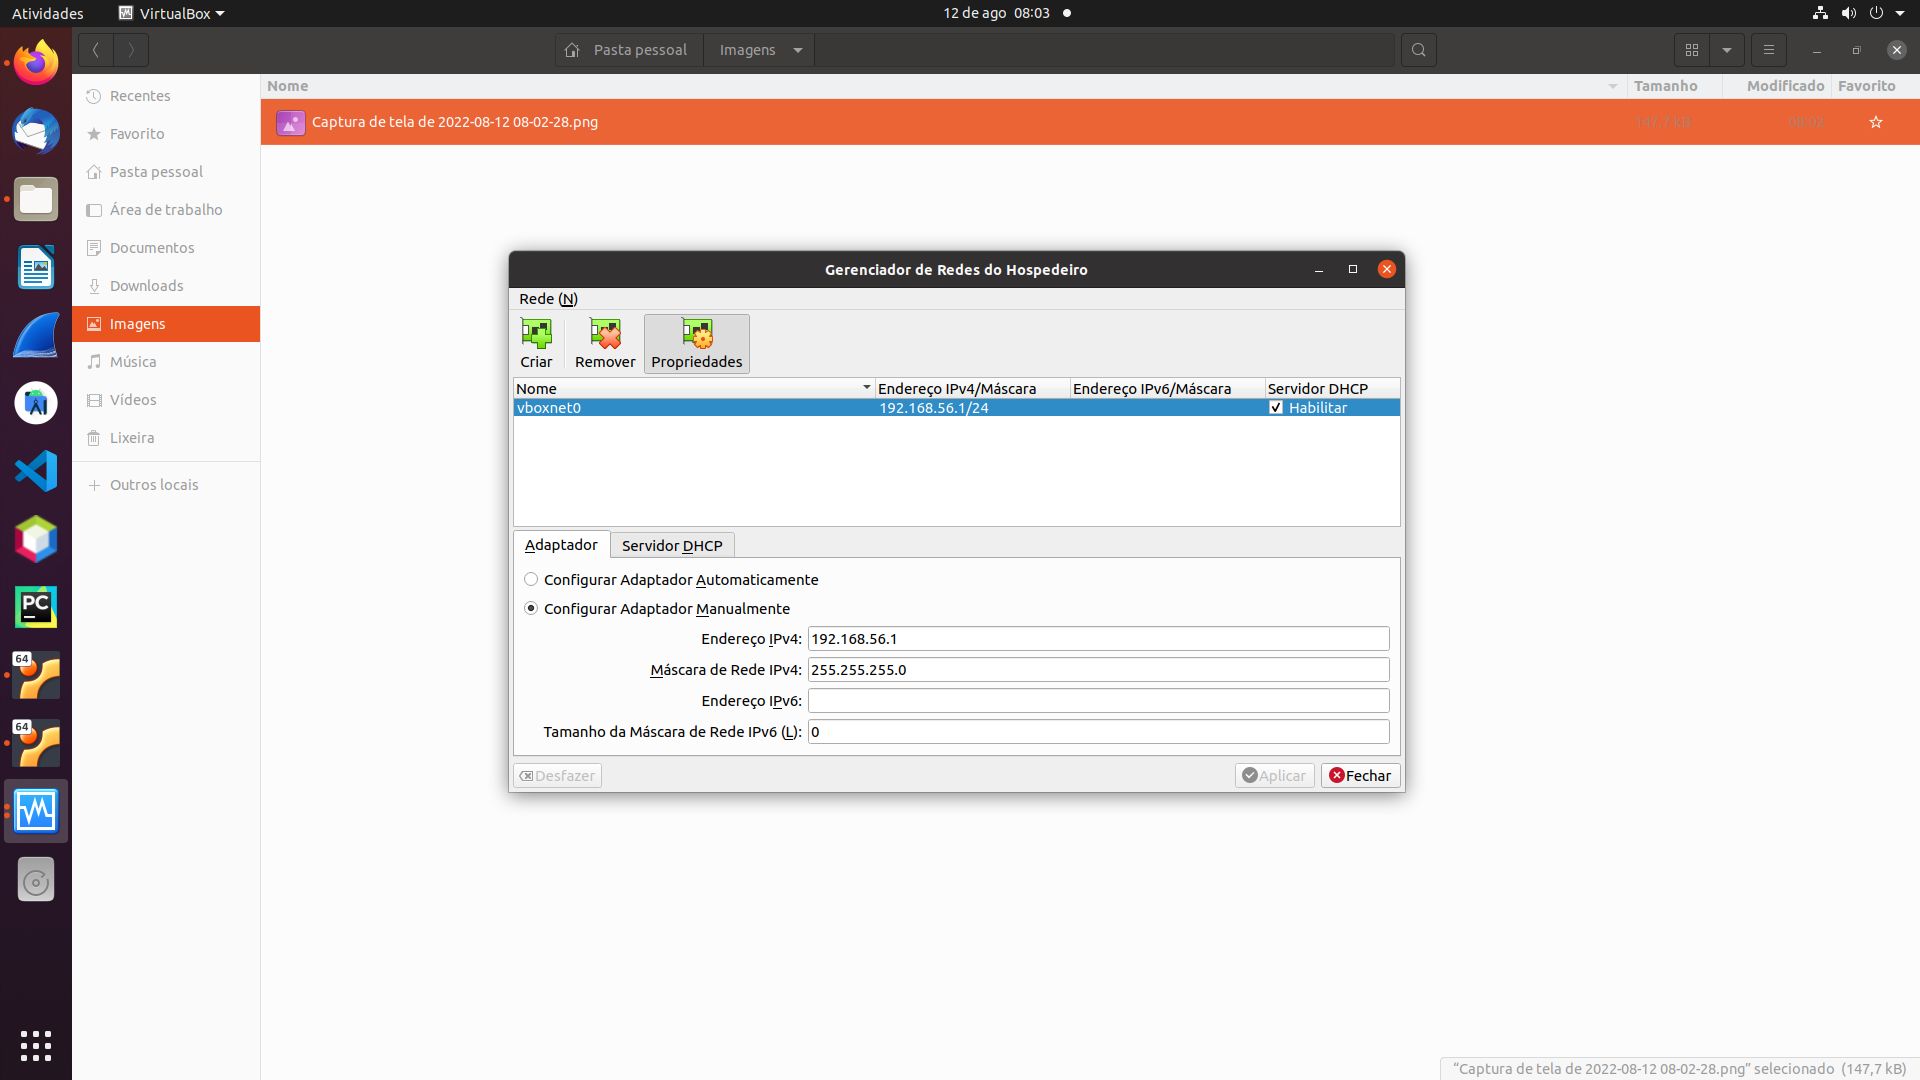 Atividades VirtualBox 12 de ago 08:03
Pasta pessoal Imagens
Nome Tamanho Modificado Favorito
Captura de tela de 2022-08-12 08-02-28.png 147,7 kB 08:02
Recentes
Favorito
Pasta pessoal
Área de trabalho
Documentos
Downloads
Imagens
Música
Vídeos
Lixeira
Outros locais
PC
64
64
Gerenciador de Redes do Hospedeiro
Rede (N)
Criar Remover Propriedades
Nome Endereço IPv4/Máscara Endereço IPv6/Máscara Servidor DHCP
vboxnet0 192.168.56.1/24 Habilitar
Adaptador Servidor DHCP
Configurar Adaptador Automaticamente
Configurar Adaptador Manualmente
Endereço IPv4: 192.168.56.1
Máscara de Rede IPv4: 255.255.255.0
Endereço IPv6:
Tamanho da Máscara de Rede IPv6 (L): 0
Desfazer Aplicar Fechar
“Captura de tela de 2022-08-12 08-02-28.png” selecionado (147,7 kB)